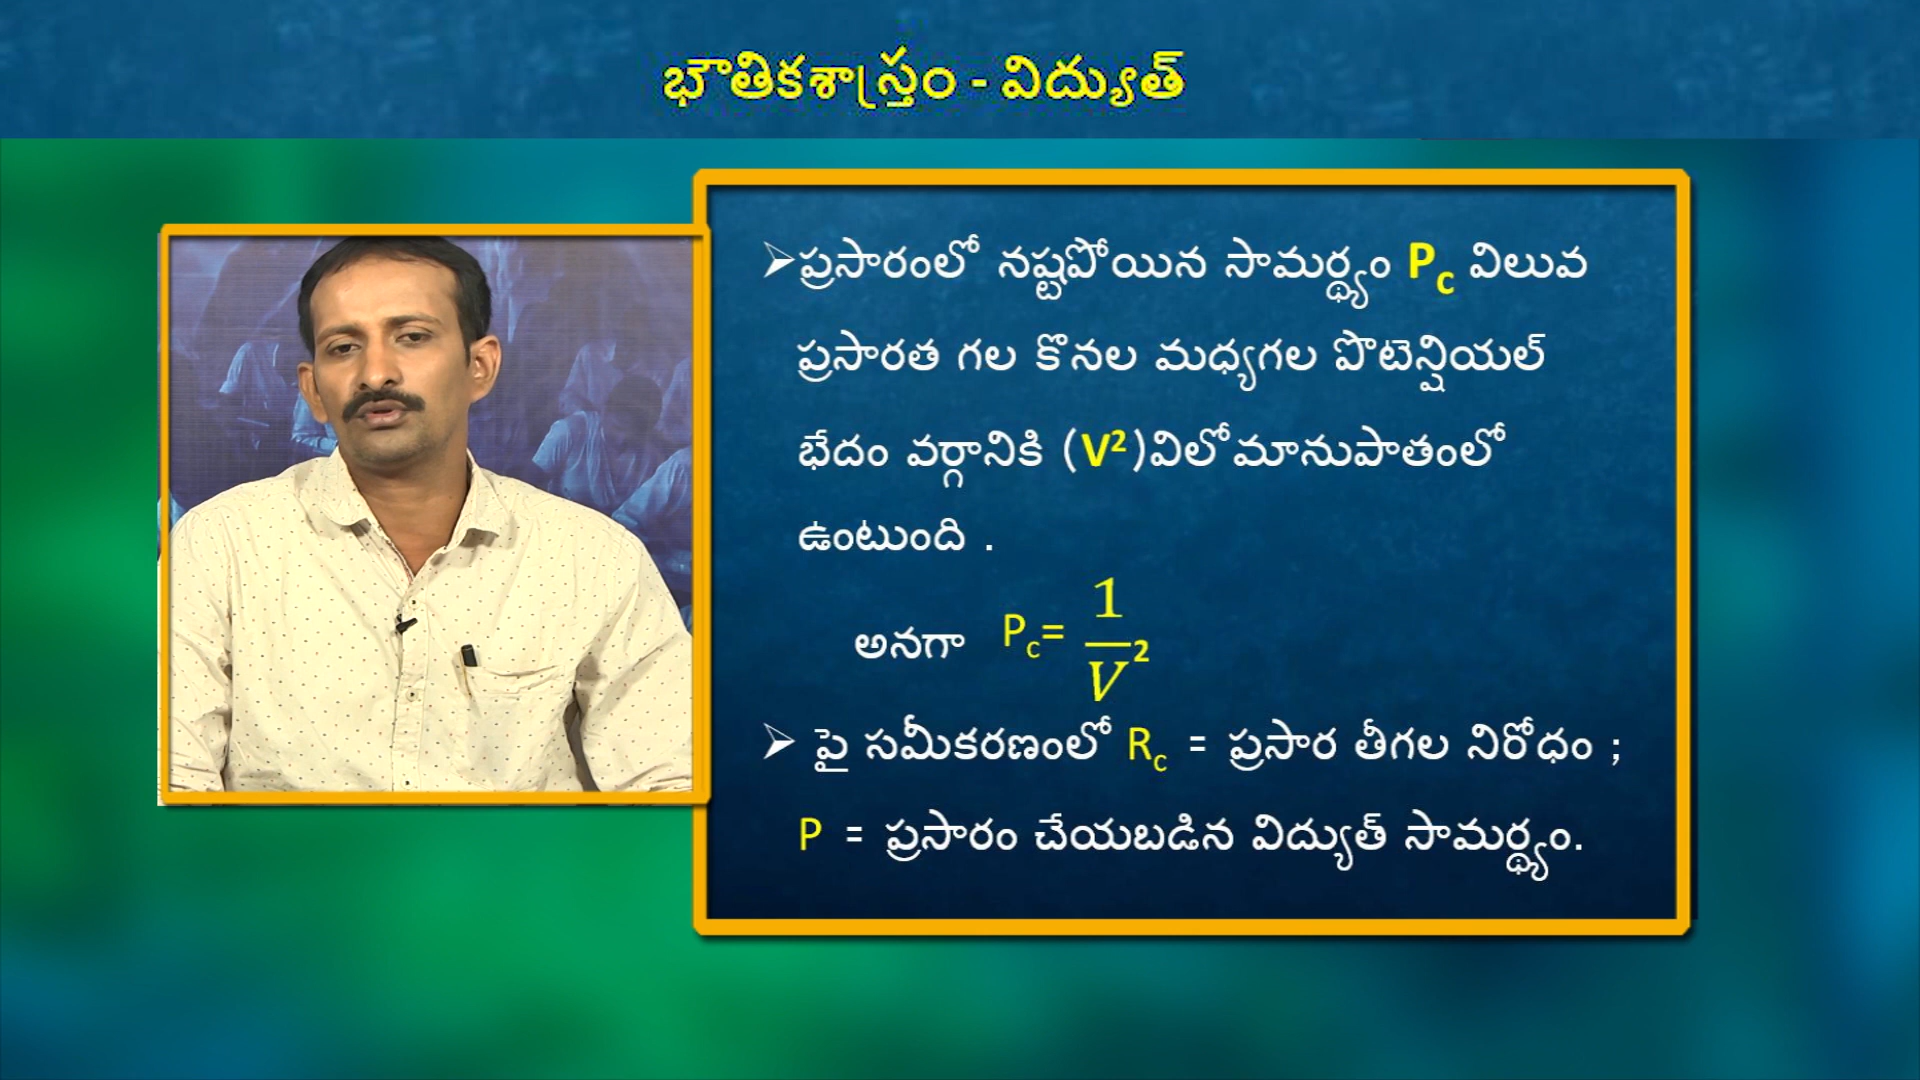 భౌతికశాస్త్రం - విద్యుత్
➢ప్రసారంలో నష్టపోయిన సామర్థ్యం Pc విలువ
ప్రసారత గల కొనల మధ్యగల పొటెన్షియల్
భేదం వర్గానికి (V²)విలోమానుపాతంలో
ఉంటుంది .
అనగా Pc= 1/V²
➢ పై సమీకరణంలో Rc = ప్రసార తీగల నిరోధం ;
P = ప్రసారం చేయబడిన విద్యుత్ సామర్థ్యం.